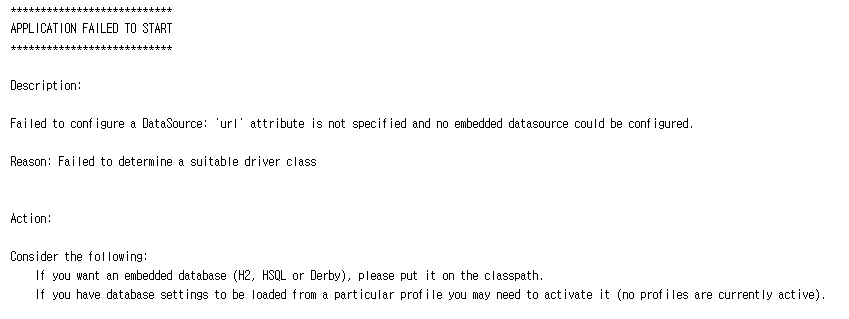 ***************************
APPLICATION FAILED TO START
***************************
Description:
Failed to configure a DataSource: 'url' attribute is not specified and no embedded datasource could be configured.
Reason: Failed to determine a suitable driver class
Action:
Consider the following:
If you want an embedded database (H2, HSQL or Derby), please put it on the classpath.
If you have database settings to be loaded from a particular profile you may need to activate it (no profiles are currently active).